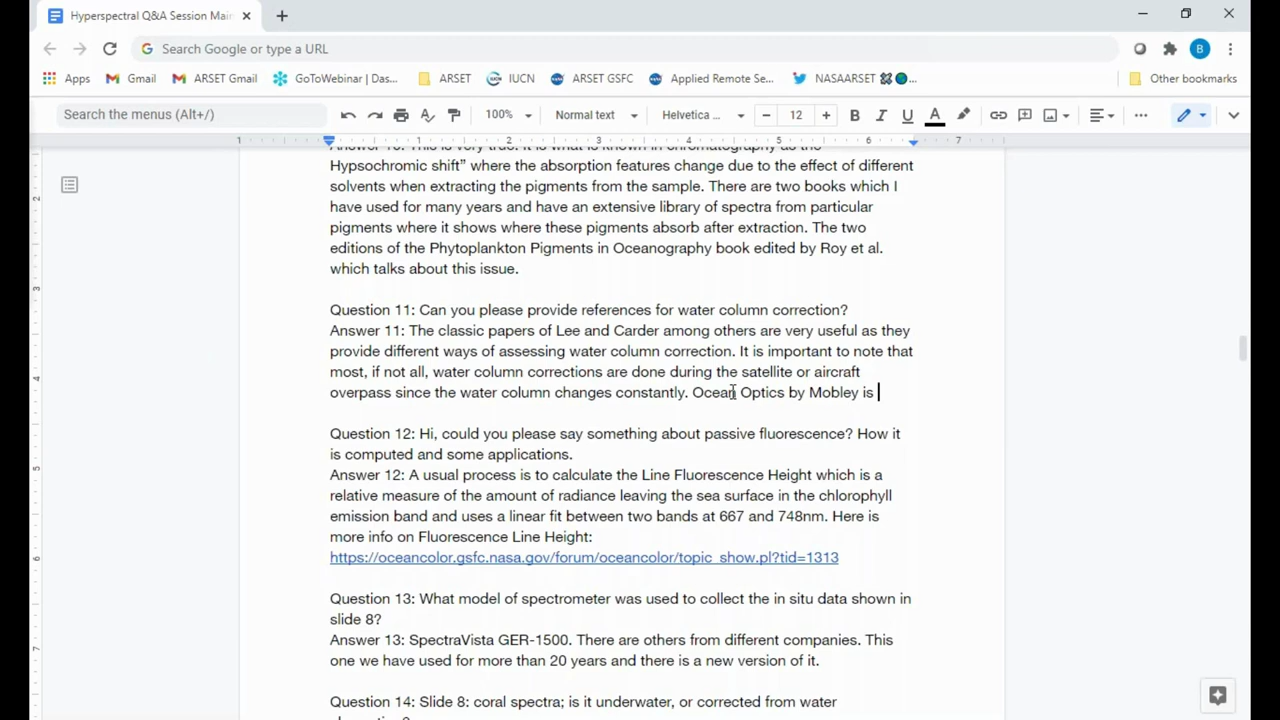 Hyperspectral Q&A Session Main
Search Google or type a URL
B
Apps Gmail ARSET Gmail GoToWebinar | Das... ARSET IUCN ARSET GSFC Applied Remote Se... NASAARSET 🛰🌎... Other bookmarks
Search the menus (Alt+/) 100% Normal text Helvetica ... 12 B I U A
1 1 2 3 4 5 6 7
Hypsochromic shift” where the absorption features change due to the effect of different
solvents when extracting the pigments from the sample. There are two books which I
have used for many years and have an extensive library of spectra from particular
pigments where it shows where these pigments absorb after extraction. The two
editions of the Phytoplankton Pigments in Oceanography book edited by Roy et al.
which talks about this issue.
Question 11: Can you please provide references for water column correction?
Answer 11: The classic papers of Lee and Carder among others are very useful as they
provide different ways of assessing water column correction. It is important to note that
most, if not all, water column corrections are done during the satellite or aircraft
overpass since the water column changes constantly. Ocean Optics by Mobley is
Question 12: Hi, could you please say something about passive fluorescence? How it
is computed and some applications.
Answer 12: A usual process is to calculate the Line Fluorescence Height which is a
relative measure of the amount of radiance leaving the sea surface in the chlorophyll
emission band and uses a linear fit between two bands at 667 and 748nm. Here is
more info on Fluorescence Line Height:
https://oceancolor.gsfc.nasa.gov/forum/oceancolor/topic_show.pl?tid=1313
Question 13: What model of spectrometer was used to collect the in situ data shown in
slide 8?
Answer 13: SpectraVista GER-1500. There are others from different companies. This
one we have used for more than 20 years and there is a new version of it.
Question 14: Slide 8: coral spectra; is it underwater, or corrected from water